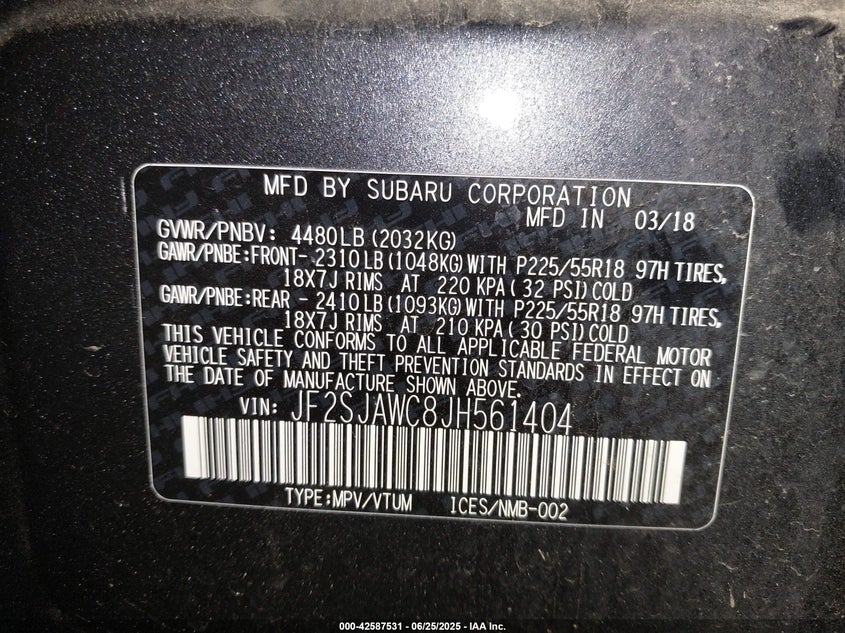 MFD BY SUBARU CORPORATION
MFD IN 03/18
GVWR/PNBV: 4480LB (2032KG)
GAWR/PNBE:FRONT- 2310LB (1048KG) WITH P225/55R18 97H TIRES,
18X7J RIMS AT 220 KPA ( 32 PSI) COLD
GAWR/PNBE:REAR - 2410LB (1093KG) WITH P225/55R18 97H TIRES,
18X7J RIMS AT 210 KPA ( 30 PSI) COLD
THIS VEHICLE CONFORMS TO ALL APPLICABLE FEDERAL MOTOR
VEHICLE SAFETY AND THEFT PREVENTION STANDARDS IN EFFECT ON
THE DATE OF MANUFACTURE SHOWN ABOVE.
VIN: JF2SJAWC8JH561404
TYPE:MPV/VTUM ICES/NMB-002
000-42587531 - 06/25/2025 - IAA Inc.